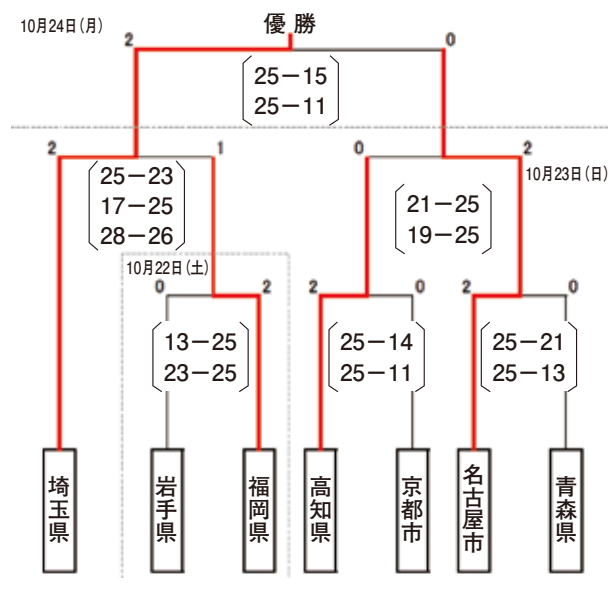 10月24日（月）
優勝
2
0
25－15
25－11
2
1
0
2
10月23日（日）
25－23
17－25
28－26
21－25
19－25
10月22日（土）
0
2
2
0
2
0
13－25
23－25
25－14
25－11
25－21
25－13
埼玉県
岩手県
福岡県
高知県
京都市
名古屋市
青森県